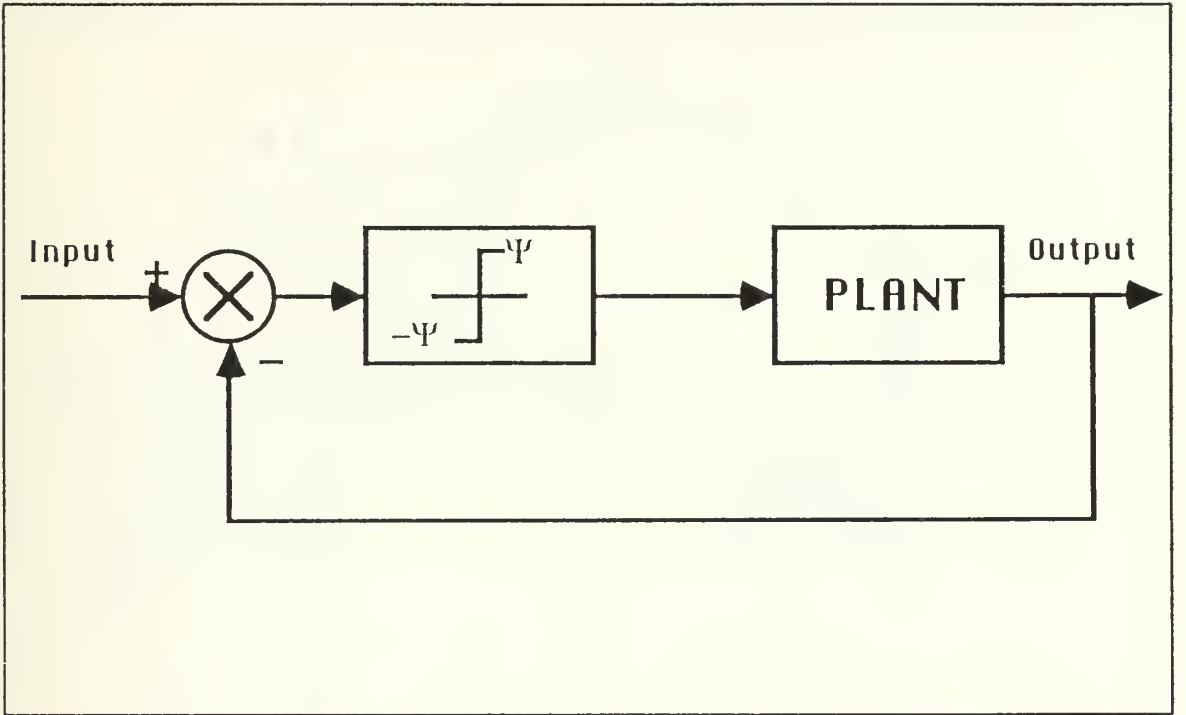 Input
+
−
Ψ
−Ψ
PLANT
Output